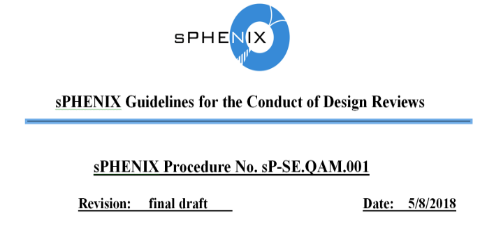 sPHENIX
sPHENIX Guidelines for the Conduct of Design Reviews
sPHENIX Procedure No. sP-SE.QAM.001
Revision: final draft Date: 5/8/2018